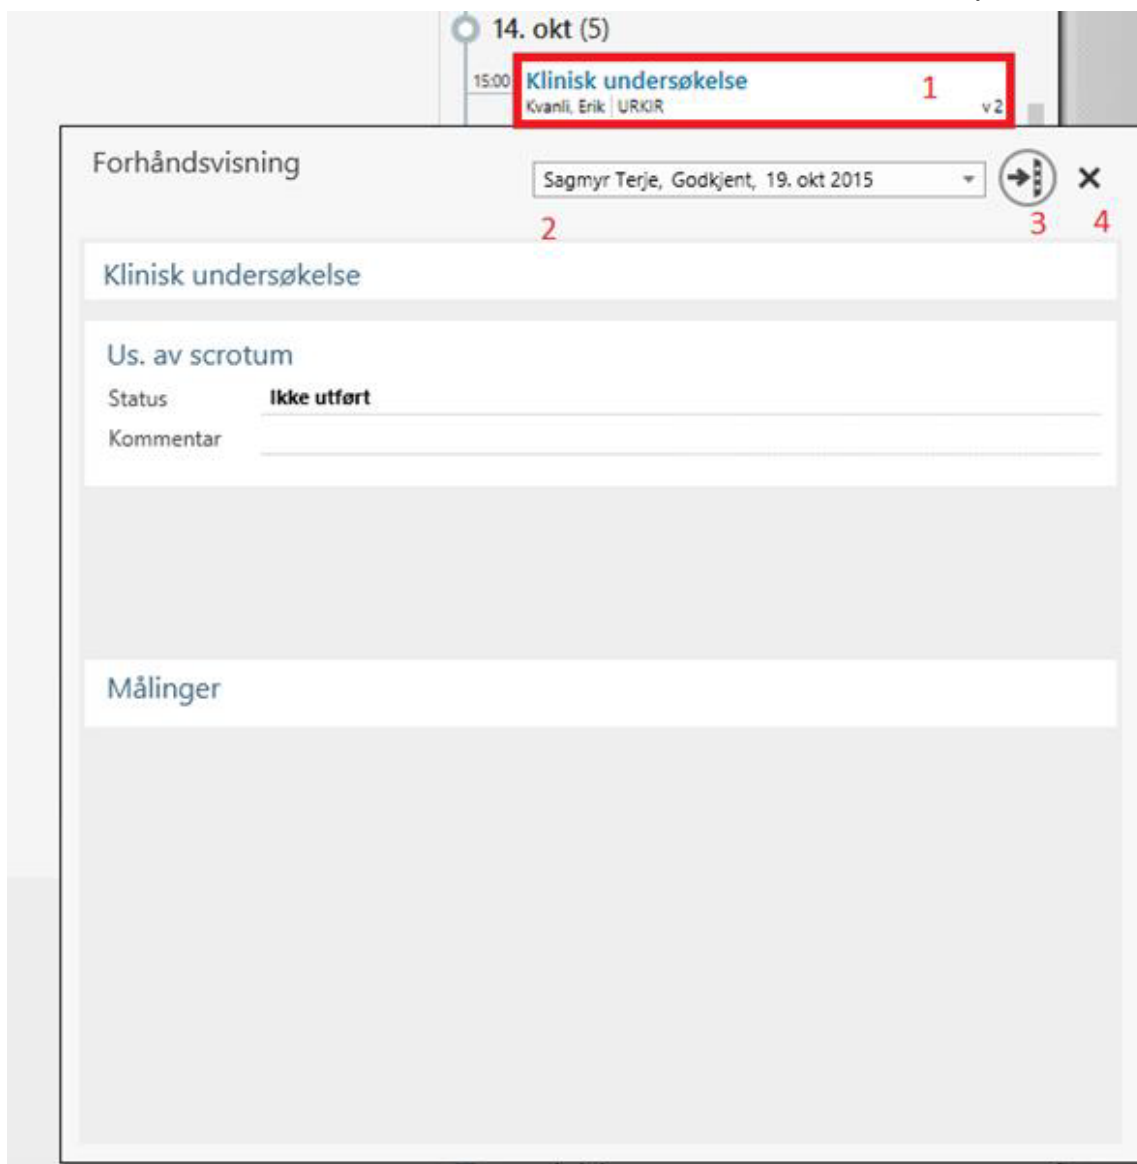 14. okt (5)
15:00 Klinisk undersøkelse 1
Kvanli, Erik URKIR v 2
Forhåndsvisning
Sagmyr Terje, Godkjent, 19. okt 2015
2 3 4
Klinisk undersøkelse
Us. av scrotum
Status Ikke utført
Kommentar
Målinger